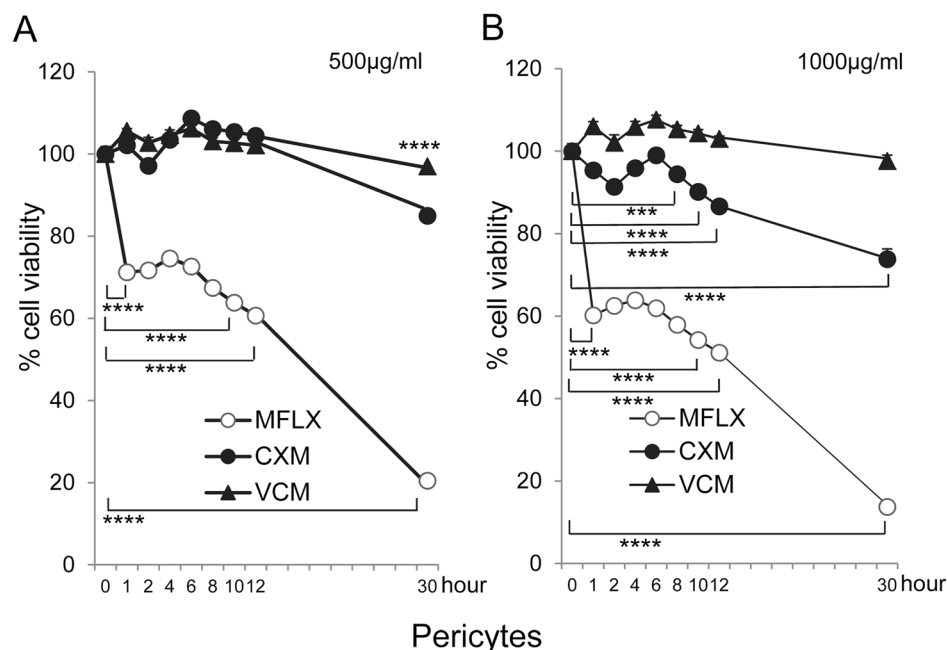 A
500µg/ml
120
100
80
60
40
20
0
% cell viability
****
****
****
****
****
MFLX
CXM
VCM
0 1 2 4 6 8 10 12 30 hour
B
1000µg/ml
120
100
80
60
40
20
0
% cell viability
***
****
****
****
****
****
****
MFLX
CXM
VCM
****
0 1 2 4 6 8 10 12 30 hour
Pericytes